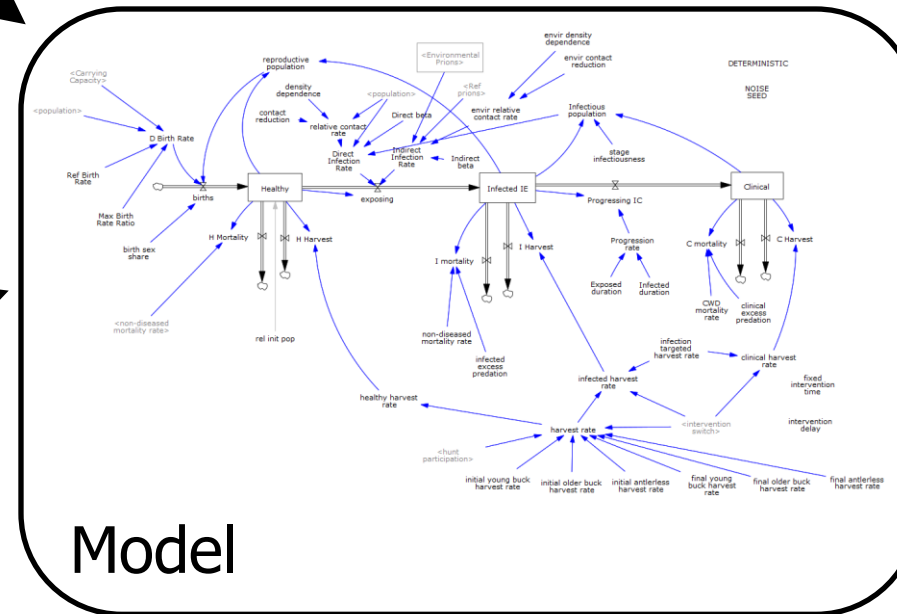 envir density
dependence
envir contact
reduction
DETERMINISTIC
NOISE
SEED
<Environmental
Prions>
reproductive
population
<Carrying
Capacity>
<population>
density
dependence
<population>
<Ref
prions>
envir relative
contact rate
Infectious
population
contact
reduction
relative contact
rate
Direct beta
D Birth Rate
Direct
Infection
Rate
Indirect
Infection
Rate
Indirect
beta
stage
infectiousness
Ref Birth
Rate
births
Healthy
exposing
Infected IE
Progressing IC
Clinical
Max Birth
Rate Ratio
birth sex
share
H Mortality
H Harvest
I mortality
I Harvest
Progression
rate
C mortality
C Harvest
Exposed
duration
Infected
duration
CWD
mortality
rate
clinical
excess
predation
<non-diseased
mortality rate>
rel init pop
non-diseased
mortality rate
infected
excess
predation
infection
targeted
harvest rate
clinical harvest
rate
fixed
intervention
time
infected harvest
rate
healthy harvest
rate
harvest rate
<intervention
switch>
intervention
delay
<hunt
participation>
initial young buck
harvest rate
initial older buck
harvest rate
initial antlerless
harvest rate
final young
buck harvest
rate
final older buck
harvest rate
final antlerless
harvest rate
Model